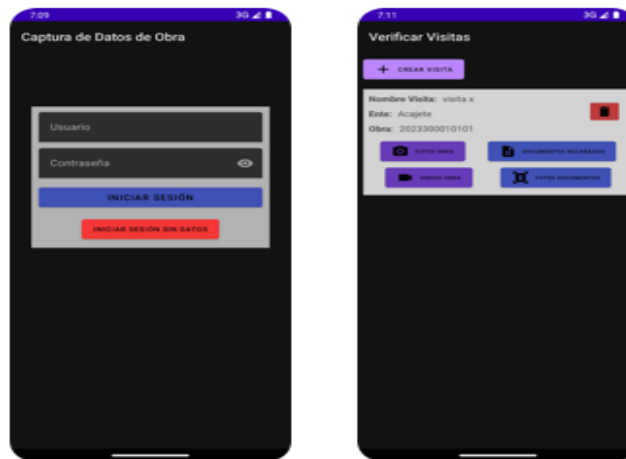 7:09 3G
Captura de Datos de Obra
Usuario
Contraseña
INICIAR SESIÓN
INICIAR SESIÓN SIN DATOS
7:11 3G
Verificar Visitas
+ CREAR VISITA
Nombre Visita: visita x
Ente: Acajete
Obra: 2023300010101
FOTOS OBRA
DOCUMENTOS RECABADOS
VIDEOS OBRA
FOTOS DOCUMENTOS